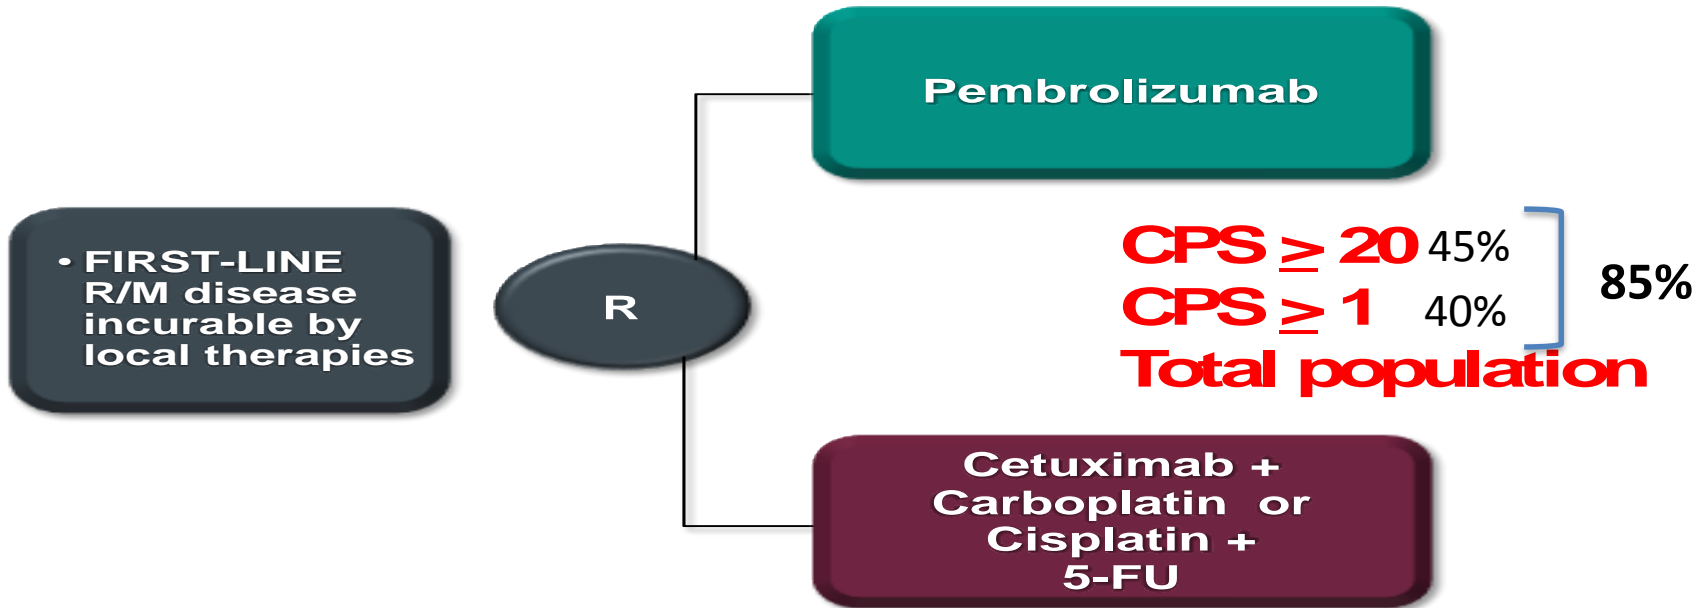 Pembrolizumab
• FIRST-LINE
R/M disease
incurable by
local therapies
R
CPS ≥ 20 45%
CPS ≥ 1 40%
85%
Total population
Cetuximab +
Carboplatin or
Cisplatin +
5-FU